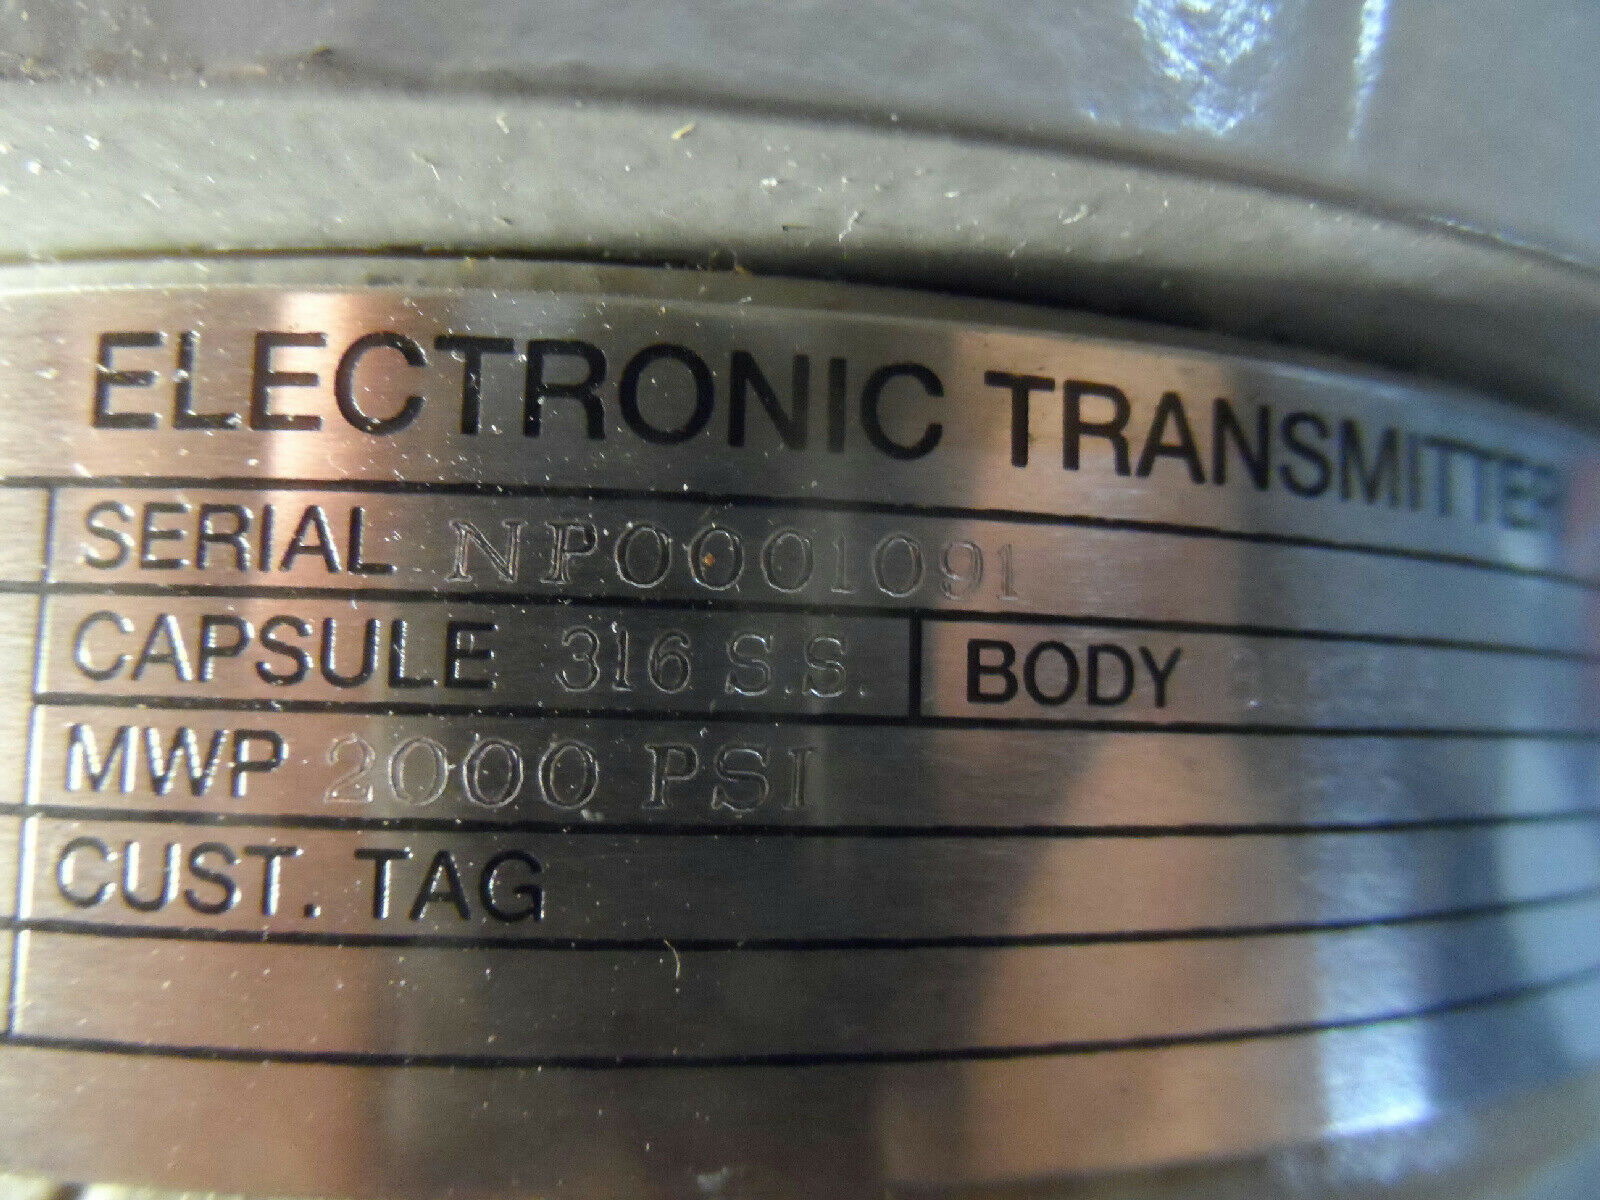 ELECTRONIC TRANSMITTER
SERIAL NP0001091
CAPSULE 316 S.S. BODY
MWP 2000 PSI
CUST. TAG